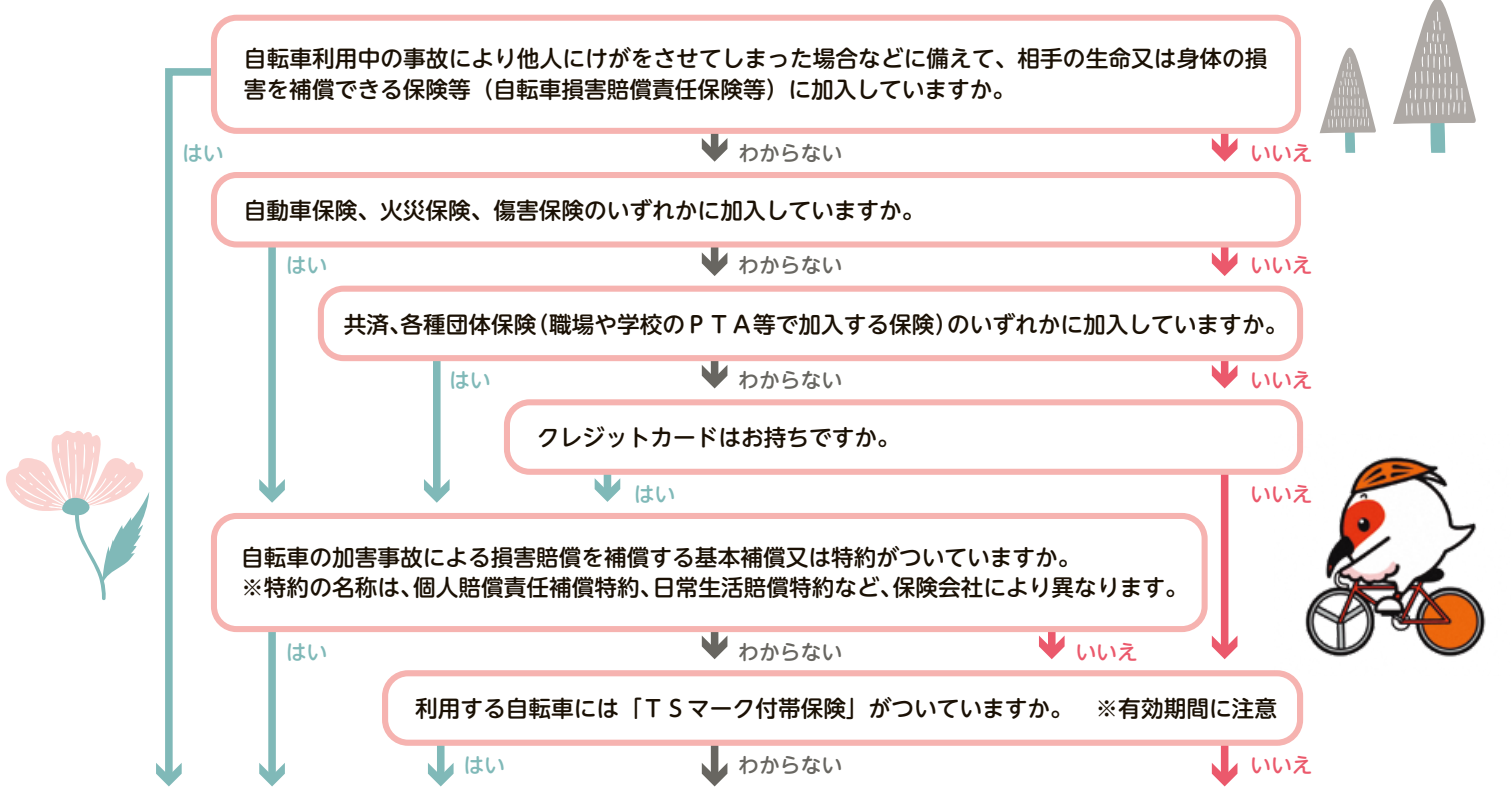 自転車利用中の事故により他人にけがをさせてしまった場合などに備えて、相手の生命又は身体の損
害を補償できる保険等（自転車損害賠償責任保険等）に加入していますか。
はい
わからない
いいえ
自動車保険、火災保険、傷害保険のいずれかに加入していますか。
はい
わからない
いいえ
共済、各種団体保険（職場や学校のＰＴＡ等で加入する保険）のいずれかに加入していますか。
はい
わからない
いいえ
クレジットカードはお持ちですか。
はい
いいえ
自転車の加害事故による損害賠償を補償する基本補償又は特約がついていますか。
※特約の名称は、個人賠償責任補償特約、日常生活賠償特約など、保険会社により異なります。
はい
わからない
いいえ
利用する自転車には「ＴＳマーク付帯保険」がついていますか。　※有効期間に注意
はい
わからない
いいえ